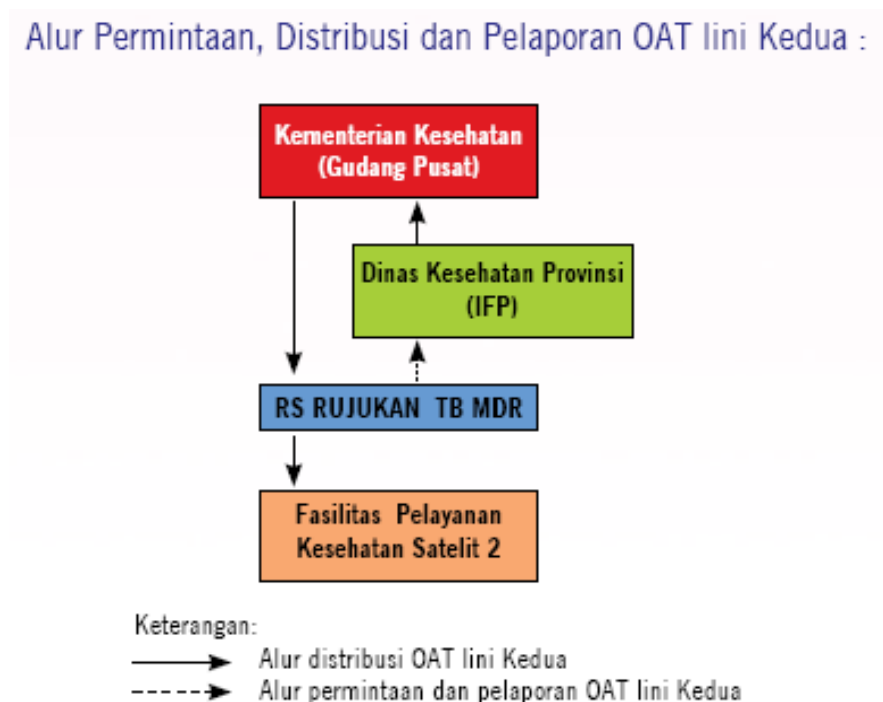 Alur Permintaan, Distribusi dan Pelaporan OAT lini Kedua :
Kementerian Kesehatan
(Gudang Pusat)
Dinas Kesehatan Provinsi
(IFP)
RS RUJUKAN TB MDR
Fasilitas Pelayanan
Kesehatan Satelit 2
Keterangan:
Alur distribusi OAT lini Kedua
Alur permintaan dan pelaporan OAT lini Kedua